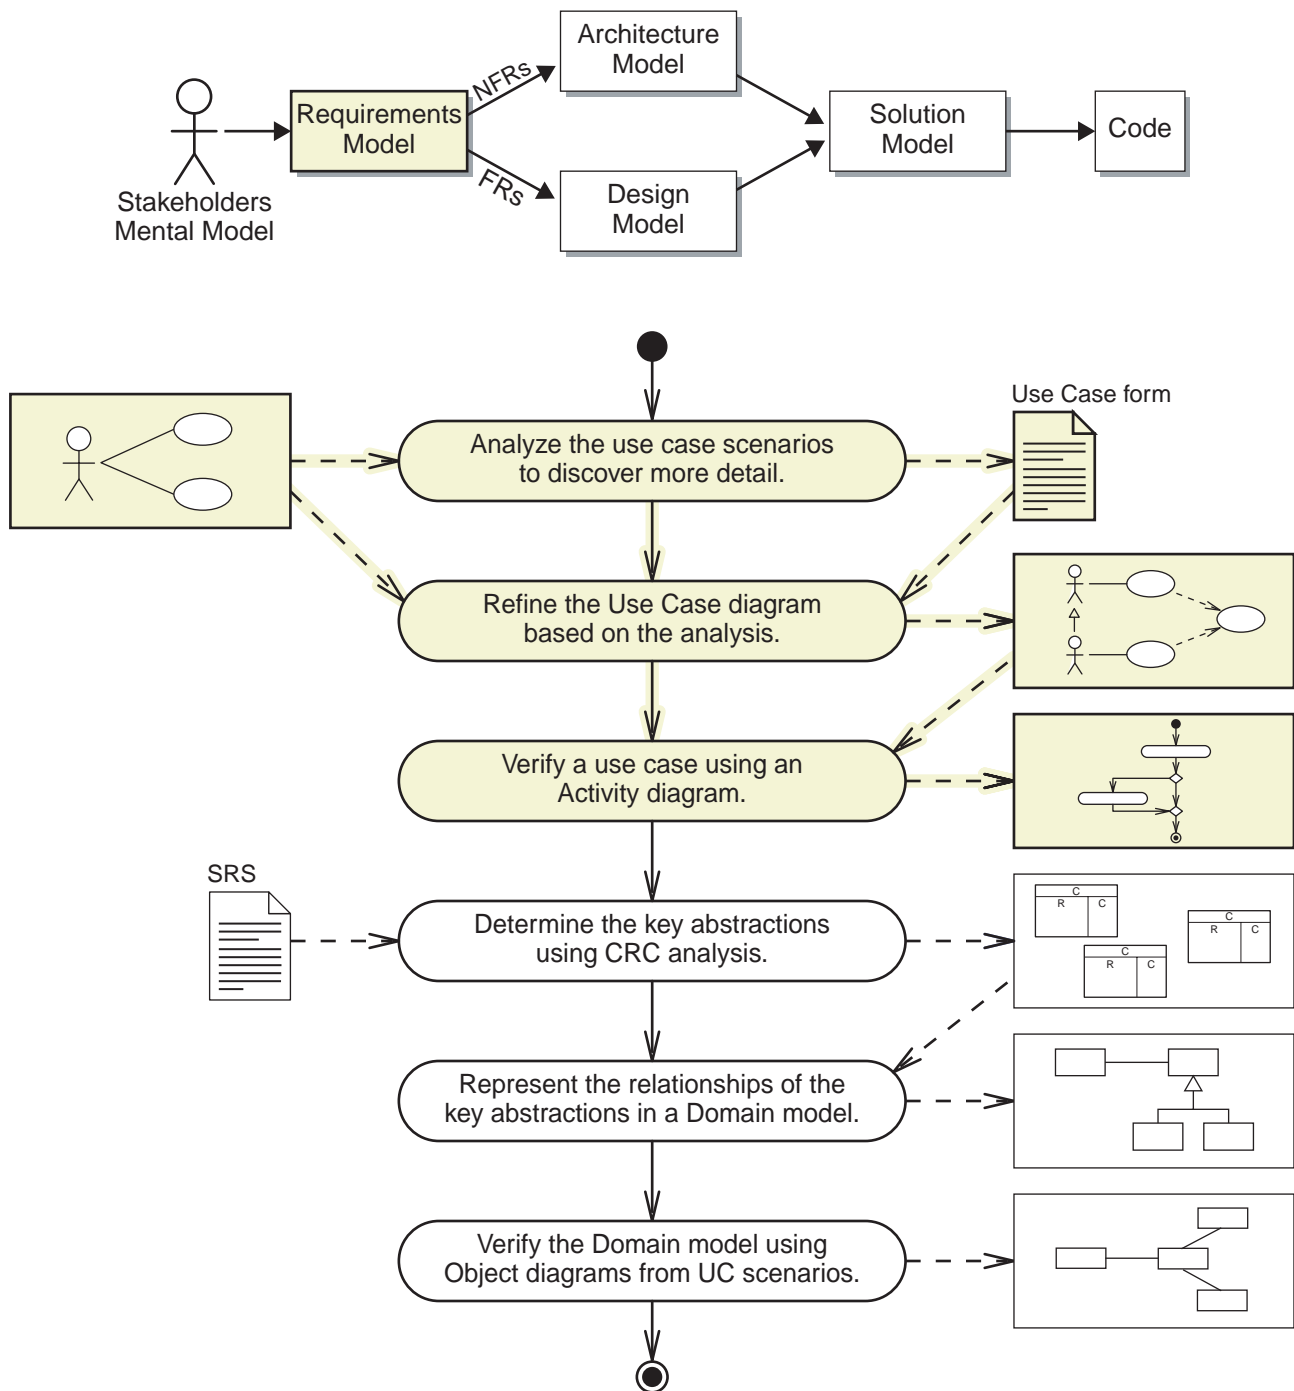 Architecture
Model
NFRs
Requirements
Model
Solution
Model
Code
FRs
Stakeholders
Mental Model
Design
Model
Use Case form
Analyze the use case scenarios
to discover more detail.
Refine the Use Case diagram
based on the analysis.
Verify a use case using an
Activity diagram.
SRS
Determine the key abstractions
using CRC analysis.
C
R C
C
R C
C
R C
Represent the relationships of the
key abstractions in a Domain model.
Verify the Domain model using
Object diagrams from UC scenarios.